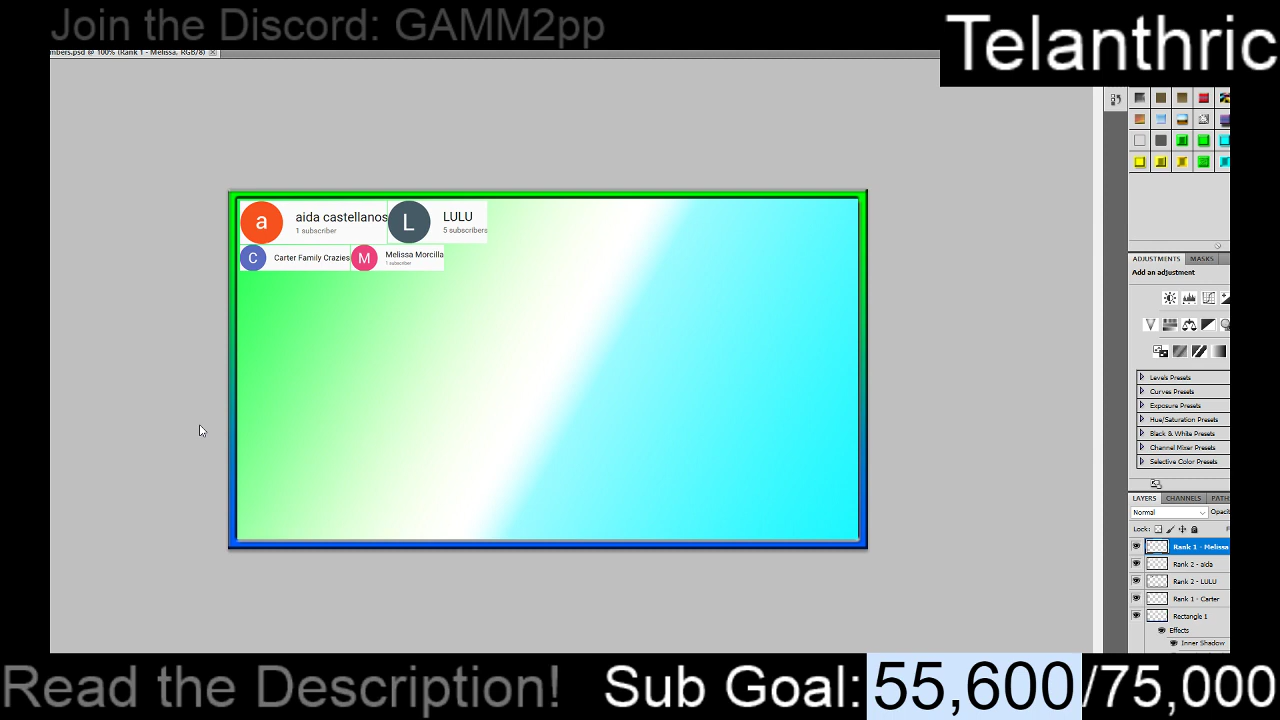 Join the Discord: GAMM2pp
Telanthric
mbers.psd @ 100% (Rank 1 - Melissa, RGB/8)
a
aida castellanos
1 subscriber
L
LULU
5 subscribers
C
Carter Family Crazies
M
Melissa Morcilla
1 subscriber
ADJUSTMENTS MASKS
Add an adjustment
Levels Presets
Curves Presets
Exposure Presets
Hue/Saturation Presets
Black & White Presets
Channel Mixer Presets
Selective Color Presets
LAYERS CHANNELS PATH
Normal Opaci
Lock: F
Rank 1 - Melissa
Rank 2 - aida
Rank 2 - LULU
Rank 1 - Carter
Rectangle 1
Effects
Inner Shadow
Read the Description!
Sub Goal: 55,600/75,000